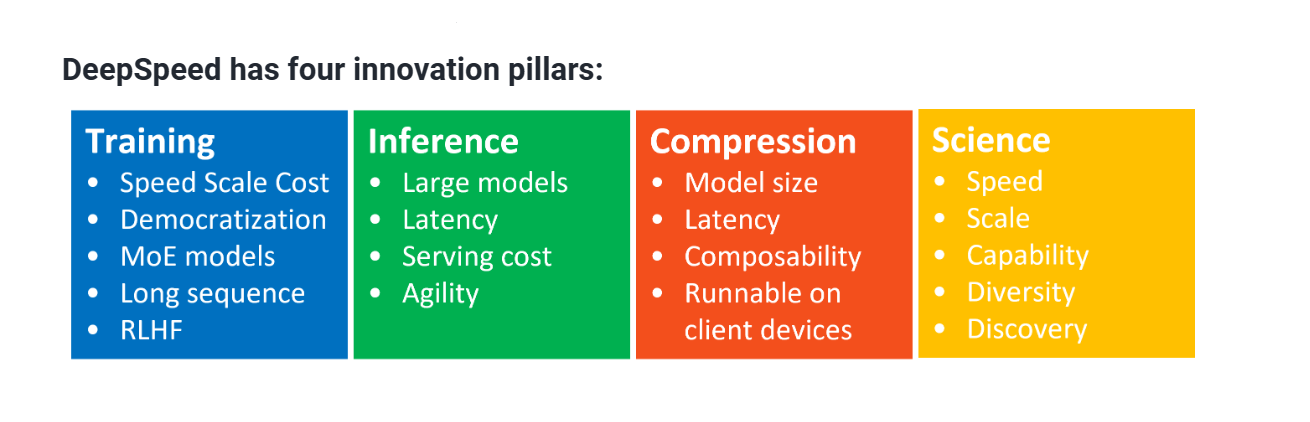 DeepSpeed has four innovation pillars:
Training
• Speed Scale Cost
• Democratization
• MoE models
• Long sequence
• RLHF
Inference
• Large models
• Latency
• Serving cost
• Agility
Compression
• Model size
• Latency
• Composability
• Runnable on
client devices
Science
• Speed
• Scale
• Capability
• Diversity
• Discovery